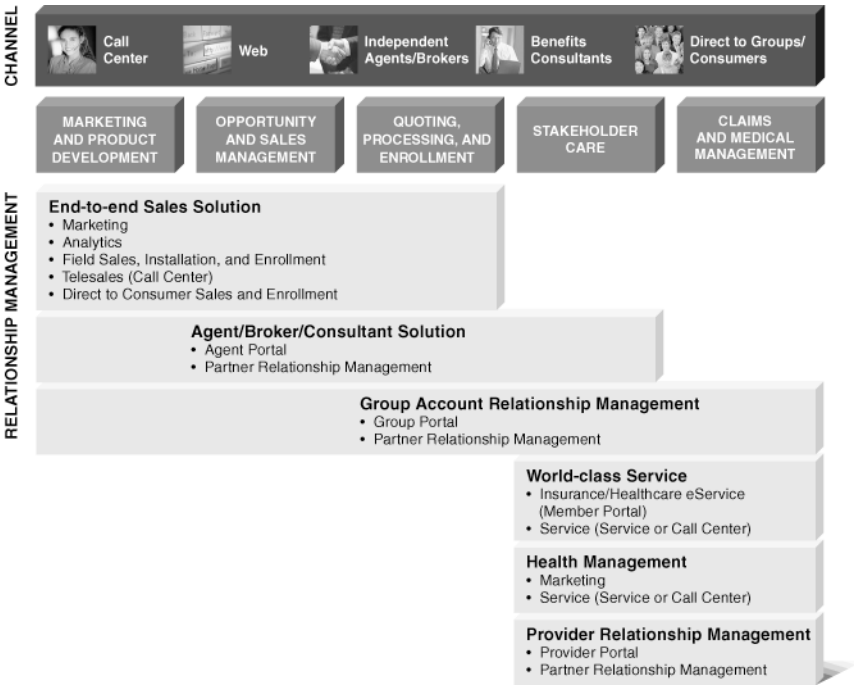 CHANNEL
Call
Center
Web
Independent
Agents/Brokers
Benefits
Consultants
Direct to Groups/
Consumers
MARKETING
AND PRODUCT
DEVELOPMENT
OPPORTUNITY
AND SALES
MANAGEMENT
QUOTING,
PROCESSING, AND
ENROLLMENT
STAKEHOLDER
CARE
CLAIMS
AND MEDICAL
MANAGEMENT
RELATIONSHIP MANAGEMENT
End-to-end Sales Solution
• Marketing
• Analytics
• Field Sales, Installation, and Enrollment
• Telesales (Call Center)
• Direct to Consumer Sales and Enrollment
Agent/Broker/Consultant Solution
• Agent Portal
• Partner Relationship Management
Group Account Relationship Management
• Group Portal
• Partner Relationship Management
World-class Service
• Insurance/Healthcare eService
(Member Portal)
• Service (Service or Call Center)
Health Management
• Marketing
• Service (Service or Call Center)
Provider Relationship Management
• Provider Portal
• Partner Relationship Management